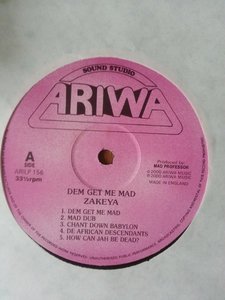 SOUND STUDIO
ARIWA
A
SIDE
ARILP 156
33⅓rpm
Produced by:
MAD PROFESSOR
℗ 2000 ARIWA MUSIC
© 2000 ARIWA MUSIC
MADE IN ENGLAND
DEM GET ME MAD
ZAKEYA
1. DEM GET ME MAD
2. MAD DUB
3. CHANT DOWN BABYLON
4. DE AFRICAN DESCENDANTS
5. HOW CAN JAH BE DEAD?